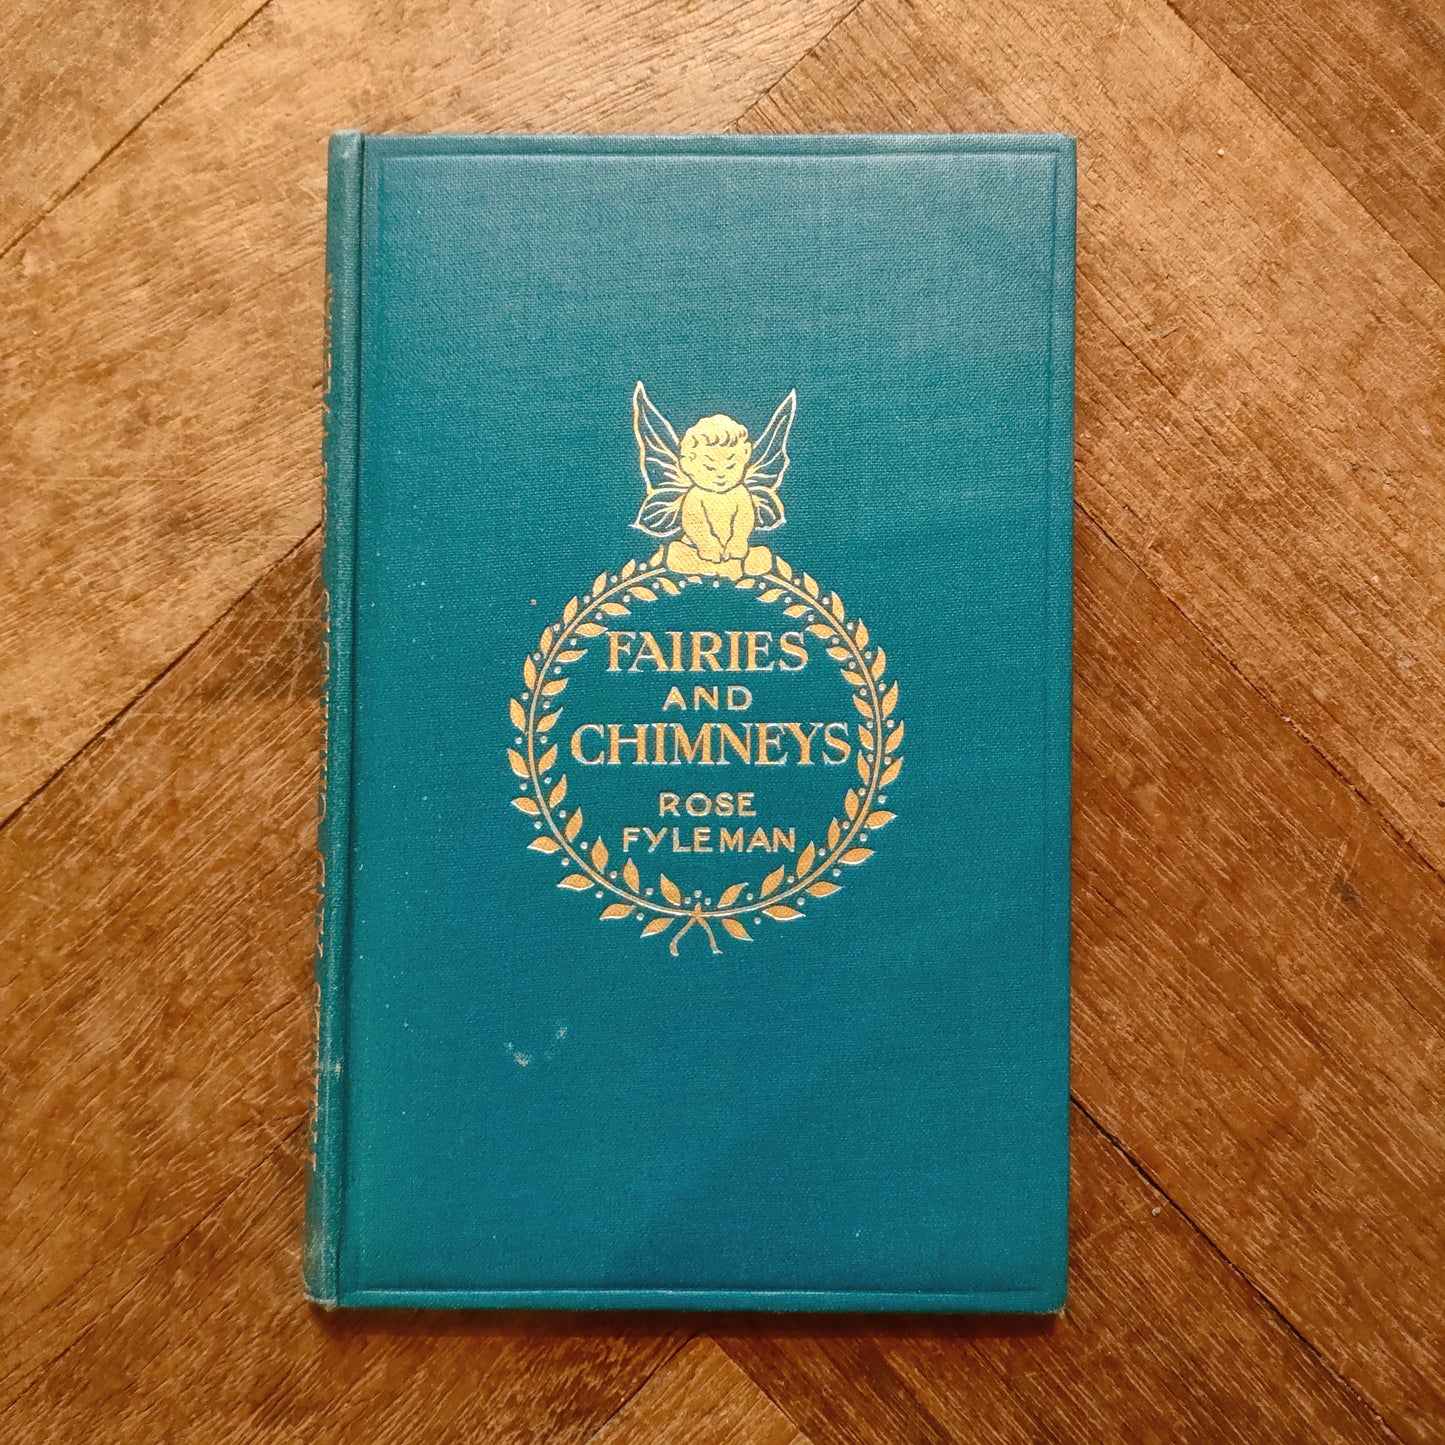 FAIRIES
AND
CHIMNEYS
ROSE
FYLEMAN